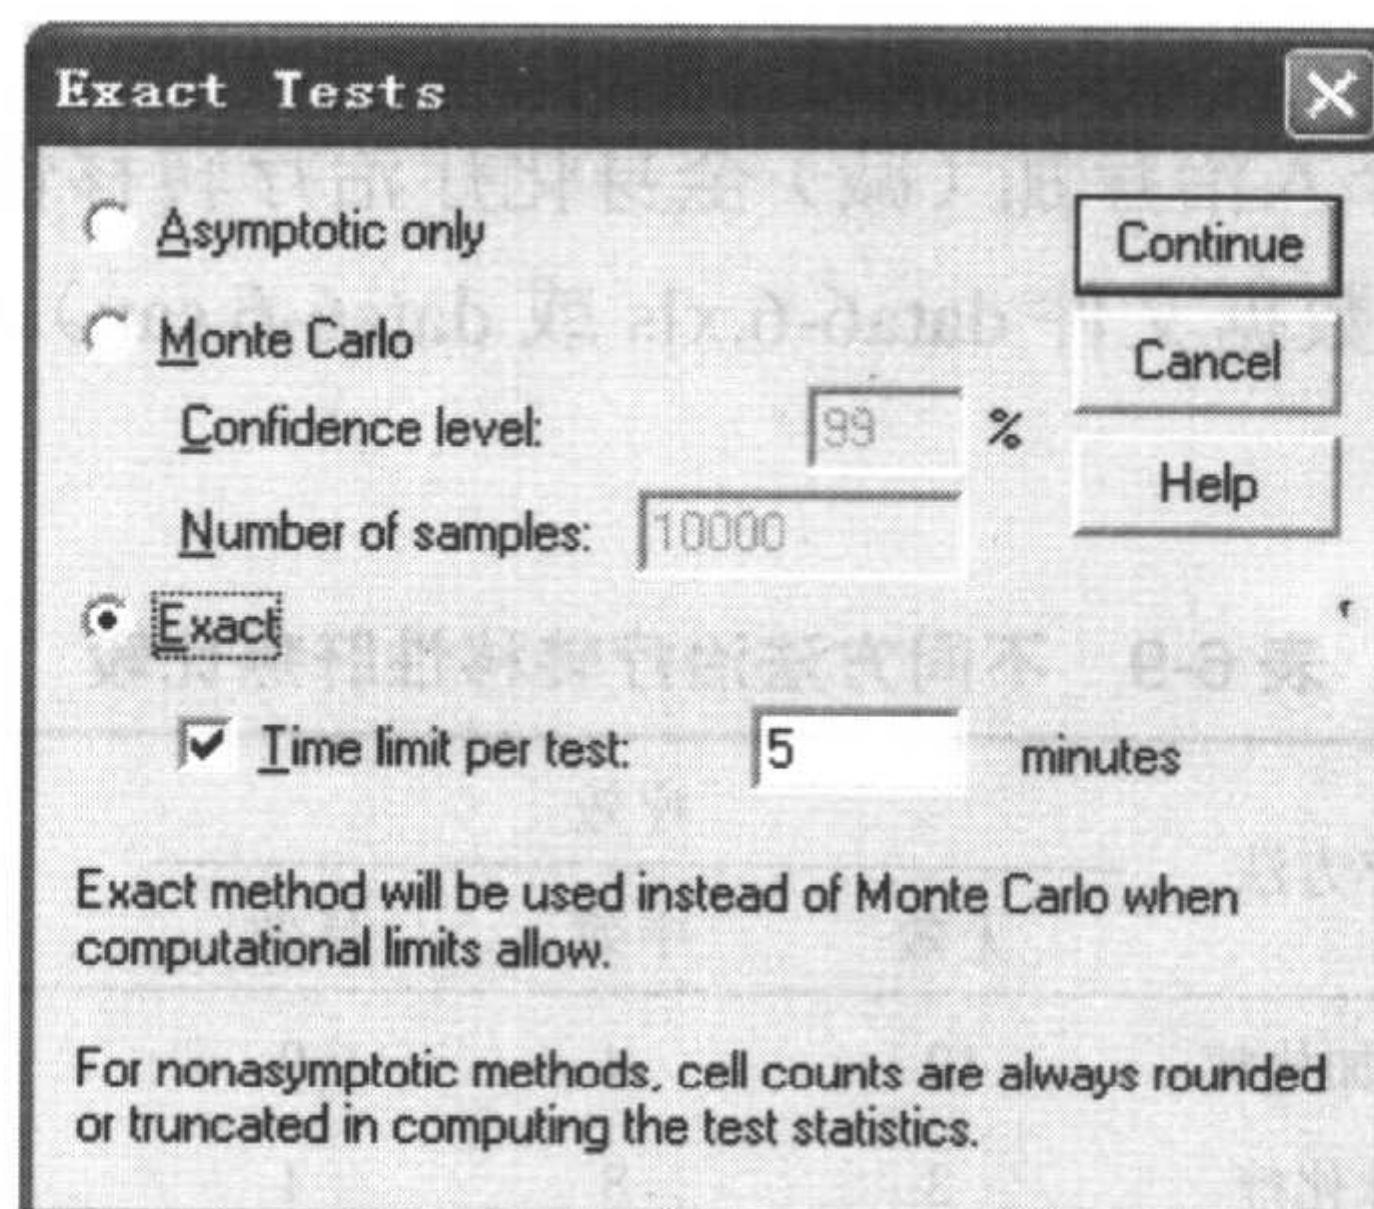 Exact Tests
Asymptotic only
Continue
Monte Carlo
Cancel
Confidence level: 99 %
Help
Number of samples: 10000
Exact
Time limit per test: 5 minutes
Exact method will be used instead of Monte Carlo when
computational limits allow.
For nonasymptotic methods, cell counts are always rounded
or truncated in computing the test statistics.